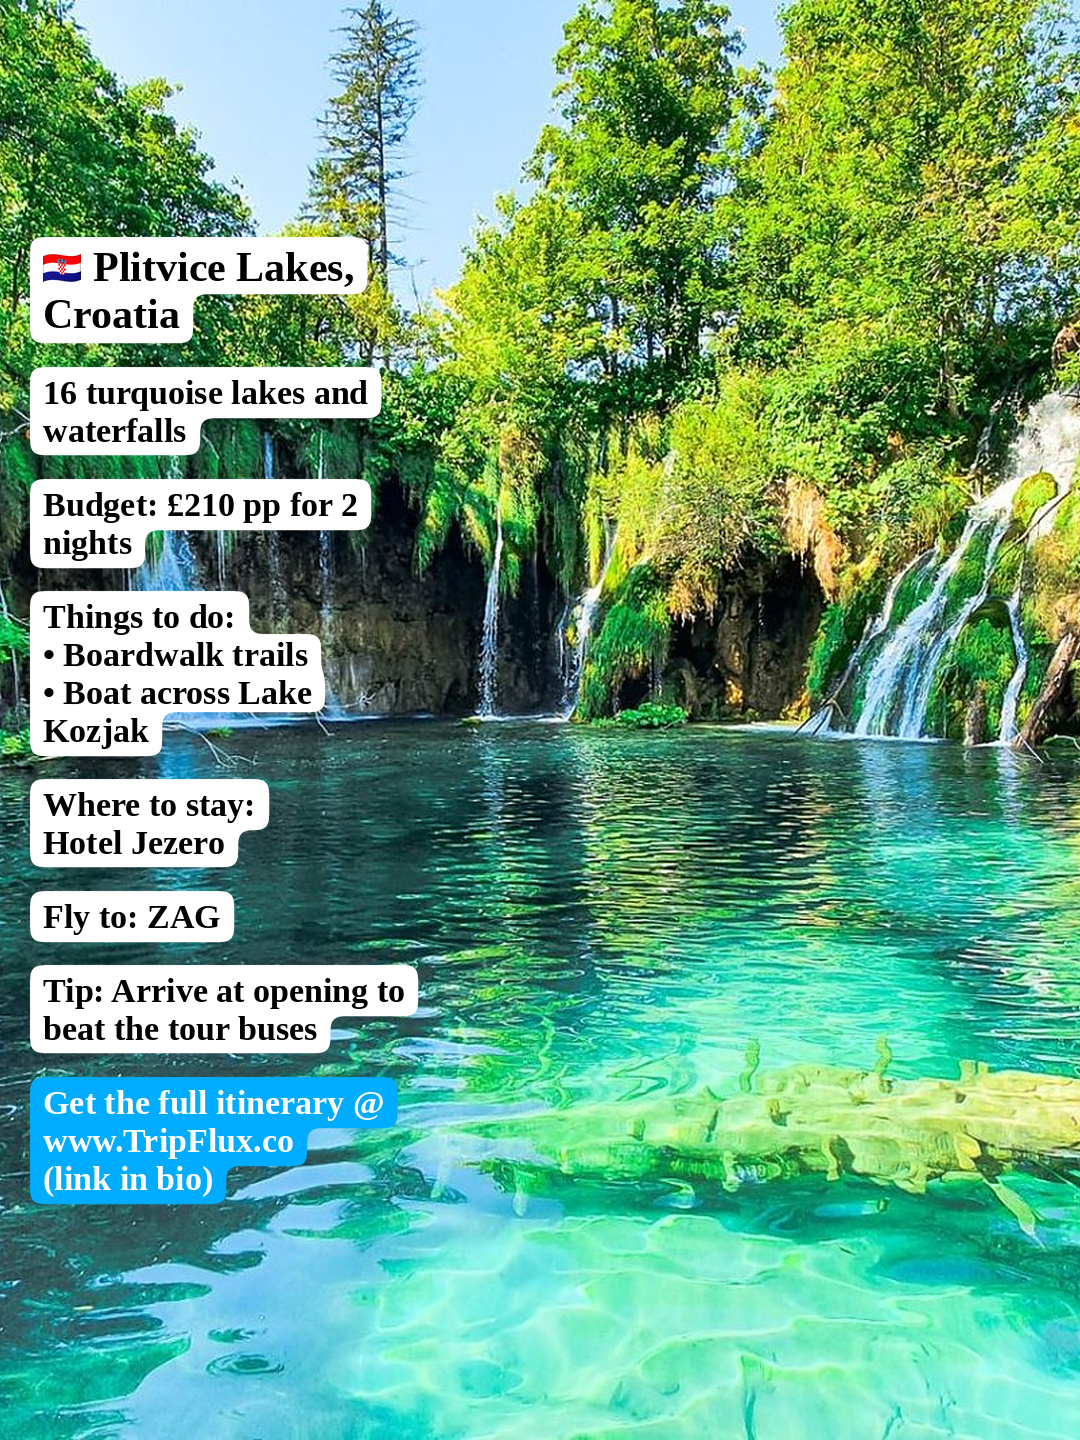 🇭🇷 Plitvice Lakes,
Croatia
16 turquoise lakes and
waterfalls
Budget: £210 pp for 2
nights
Things to do:
• Boardwalk trails
• Boat across Lake
Kozjak
Where to stay:
Hotel Jezero
Fly to: ZAG
Tip: Arrive at opening to
beat the tour buses
Get the full itinerary @
www.TripFlux.co
(link in bio)